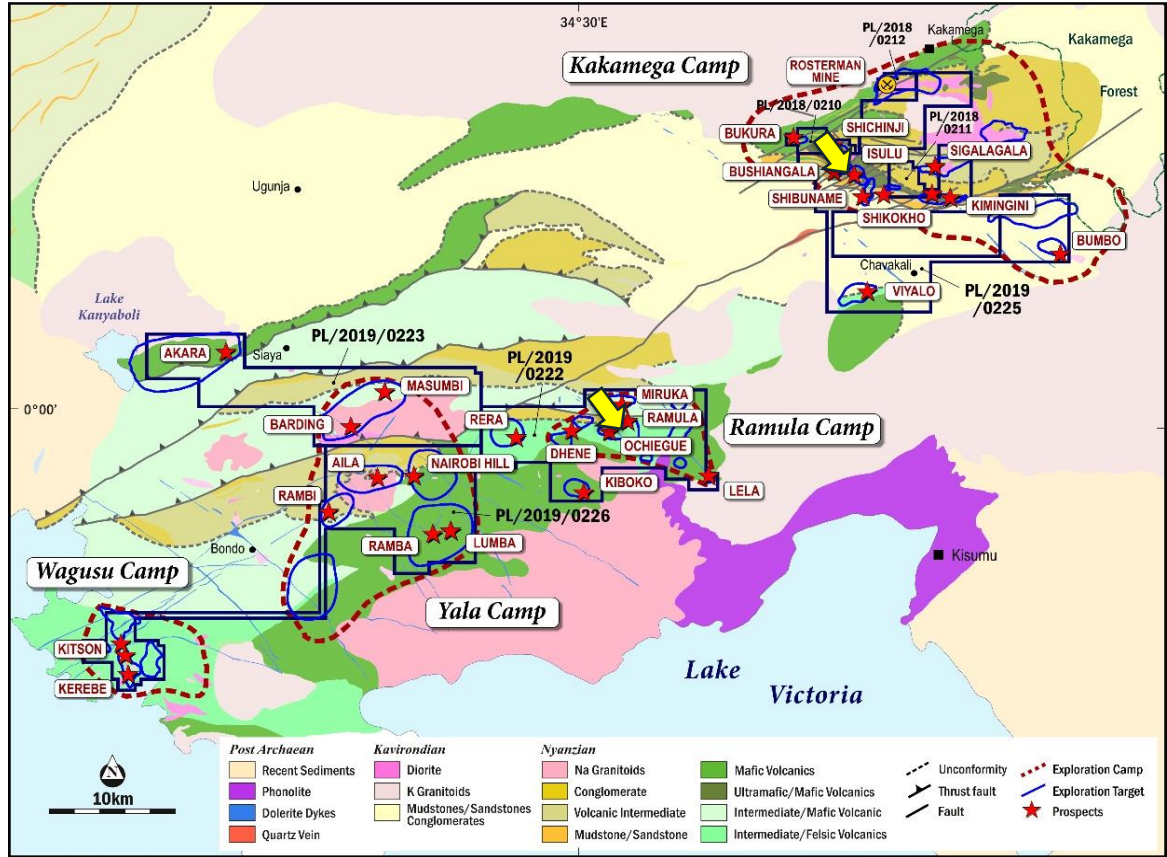 34°30'E
PL/2018
/0212
Kakamega
Kakamega
Forest
Kakamega Camp
ROSTERMAN
MINE
PL/2018/0210
PL/2018
/0211
BUKURA
SHICHINJI
ISULU
SIGALAGALA
BUSHIANGALA
SHIBUNAME
SHIKOKHO
KIMINGINI
BUMBO
Ugunja
Chavakali
VIYALO
PL/2019
/0225
Lake
Kanyaboli
AKARA
Siaya
PL/2019/0223
PL/2019
/0222
MASUMBI
MIRUKA
0°00'
BARDING
RERA
RAMULA
Ramula Camp
DHENE
OCHIEGUE
AILA
NAIROBI HILL
KIBOKO
LELA
RAMBI
PL/2019/0226
Bondo
RAMBA
LUMBA
Kisumu
Wagusu Camp
Yala Camp
KITSON
KEREBE
Lake
Victoria
N
10km
Post Archaean
Recent Sediments
Phonolite
Dolerite Dykes
Quartz Vein
Kavirondian
Diorite
K Granitoids
Mudstones/Sandstones
Conglomerates
Nyanzian
Na Granitoids
Conglomerate
Volcanic Intermediate
Mudstone/Sandstone
Mafic Volcanics
Ultramafic/Mafic Volcanics
Intermediate/Mafic Volcanic
Intermediate/Felsic Volcanics
Unconformity
Thrust fault
Fault
Exploration Camp
Exploration Target
Prospects